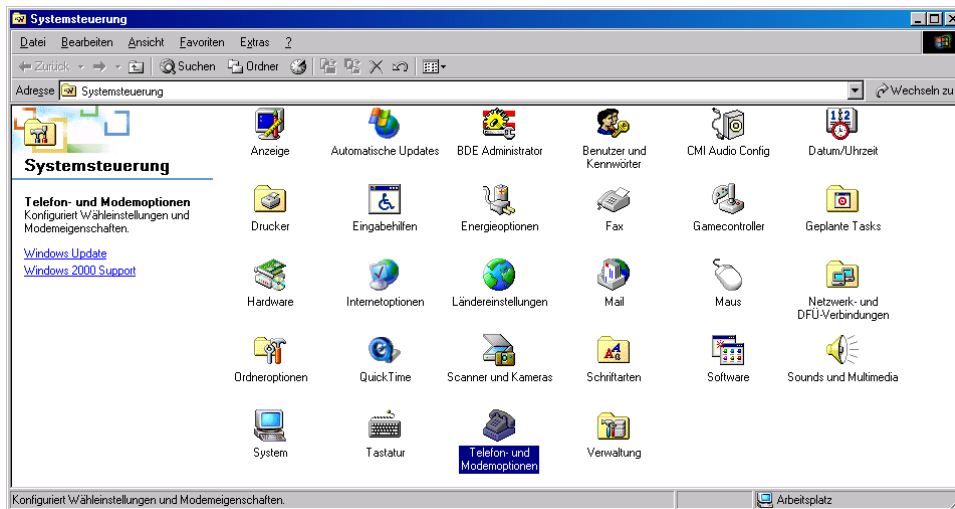 Systemsteuerung
Datei Bearbeiten Ansicht Favoriten Extras ?
Zurück Suchen Ordner
Adresse Systemsteuerung Wechseln zu
Systemsteuerung
Telefon- und Modemoptionen
Konfiguriert Wähleinstellungen und
Modemeigenschaften.
Windows Update
Windows 2000 Support
Anzeige
Automatische Updates
BDE Administrator
Benutzer und
Kennwörter
CMI Audio Config
Datum/Uhrzeit
Drucker
Eingabehilfen
Energieoptionen
Fax
Gamecontroller
Geplante Tasks
Hardware
Internetoptionen
Ländereinstellungen
Mail
Maus
Netzwerk- und
DFÜ-Verbindungen
Ordneroptionen
QuickTime
Scanner und Kameras
Schriftarten
Software
Sounds und Multimedia
System
Tastatur
Telefon- und
Modemoptionen
Verwaltung
Konfiguriert Wähleinstellungen und Modemeigenschaften. Arbeitsplatz